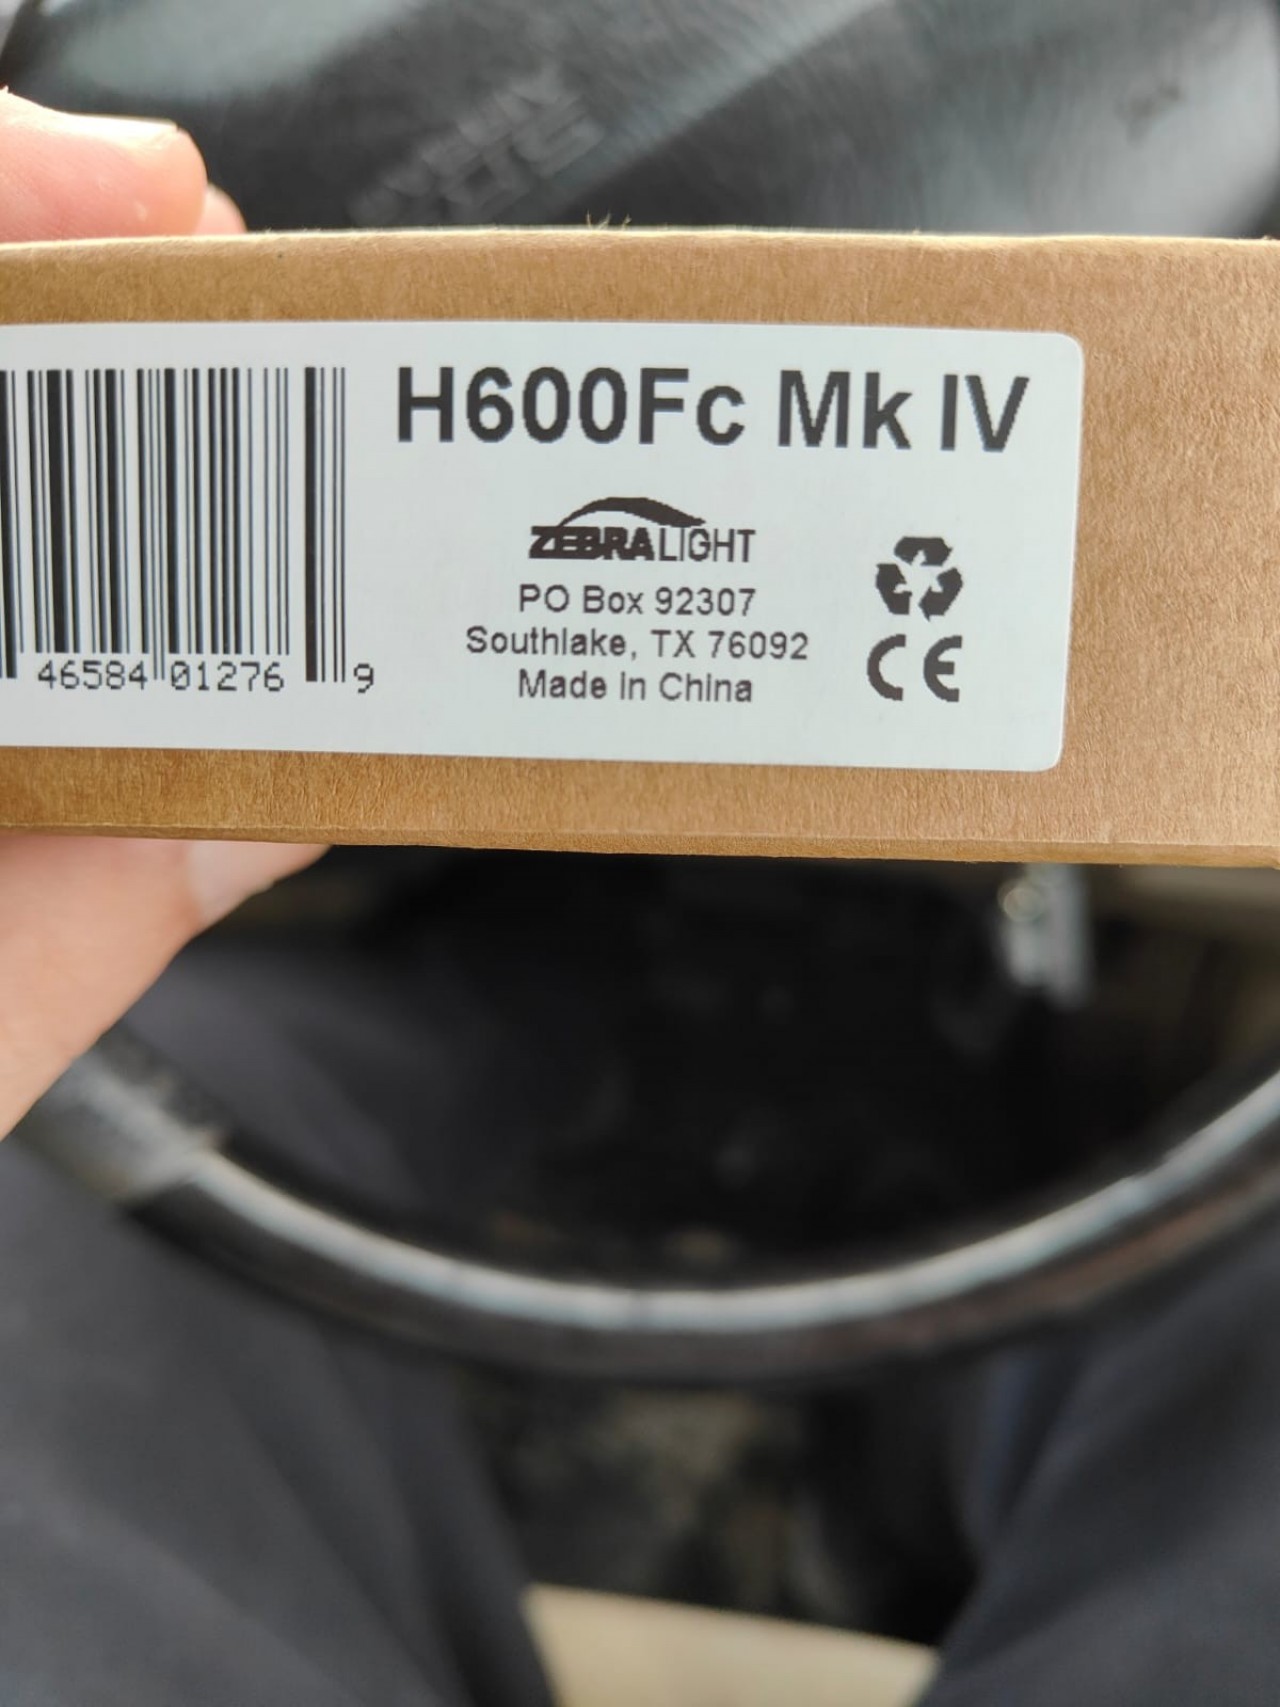 H600Fc Mk IV
ZEBRALIGHT
PO Box 92307
Southlake, TX 76092
Made in China
46584 01276 9
CE